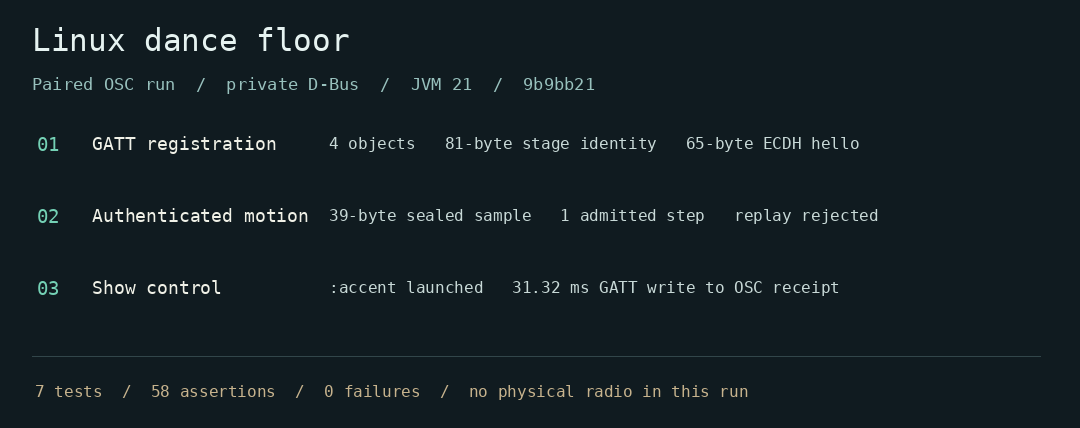 Linux dance floor
Paired OSC run / private D-Bus / JVM 21 / 9b9bb21
01 GATT registration 4 objects 81-byte stage identity 65-byte ECDH hello
02 Authenticated motion 39-byte sealed sample 1 admitted step replay rejected
03 Show control :accent launched 31.32 ms GATT write to OSC receipt
7 tests / 58 assertions / 0 failures / no physical radio in this run